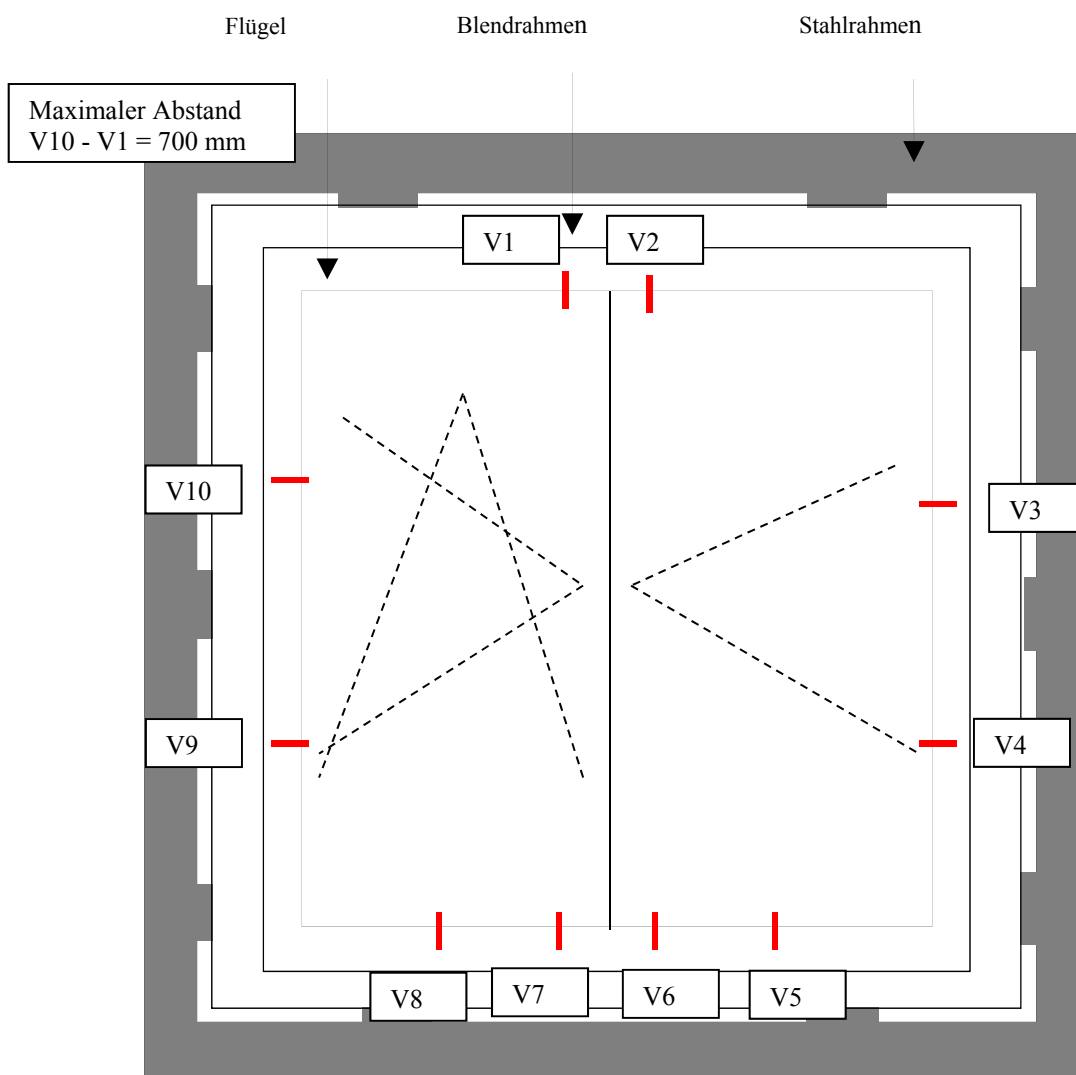 Flügel
Blendrahmen
Stahlrahmen
Maximaler Abstand
V10 - V1 = 700 mm
V1
V2
V10
V3
V9
V4
V8
V7
V6
V5